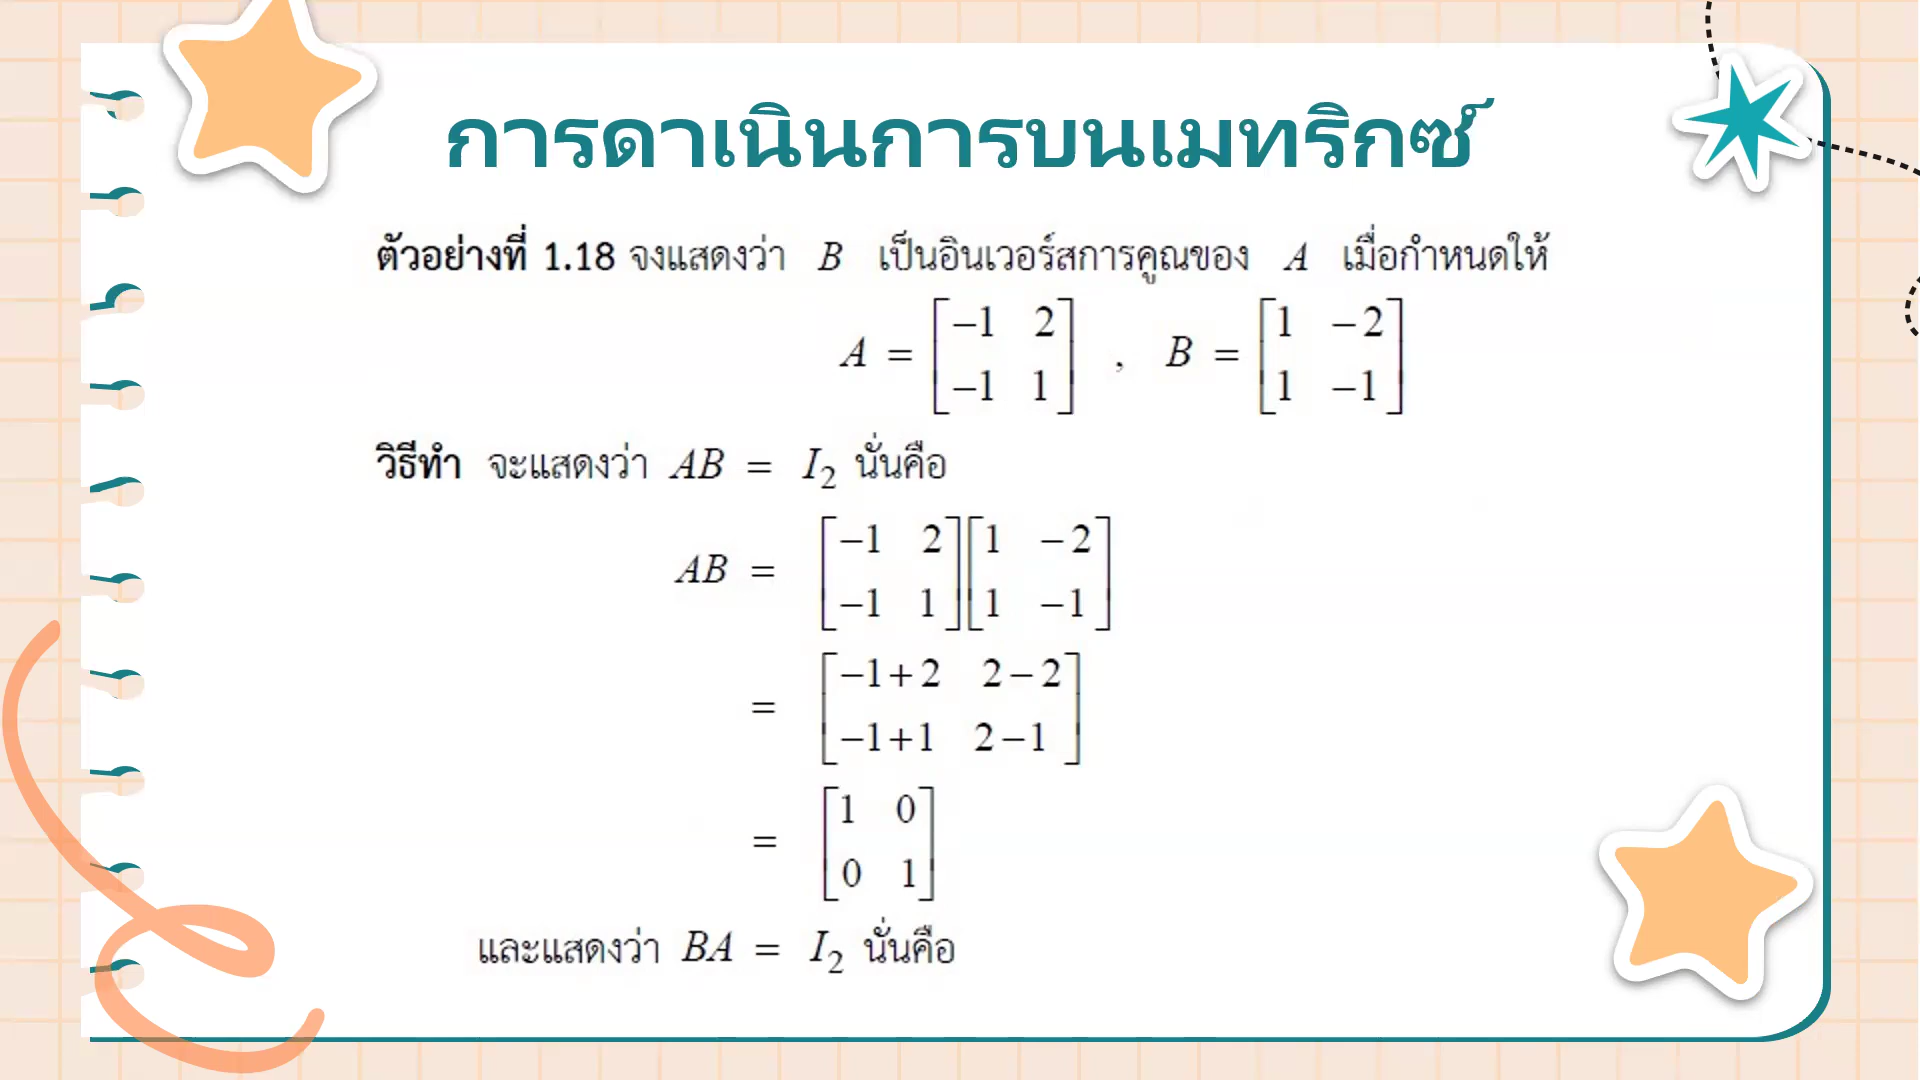 การดาเนินการบนเมทริกซ์
ตัวอย่างที่ 1.18 จงแสดงว่า B เป็นอินเวอร์สการคูณของ A เมื่อกำหนดให้
A = [−1 2; −1 1] , B = [1 −2; 1 −1]
วิธีทำ จะแสดงว่า AB = I₂ นั่นคือ
AB = [−1 2; −1 1][1 −2; 1 −1]
= [−1+2 2−2; −1+1 2−1]
= [1 0; 0 1]
และแสดงว่า BA = I₂ นั่นคือ